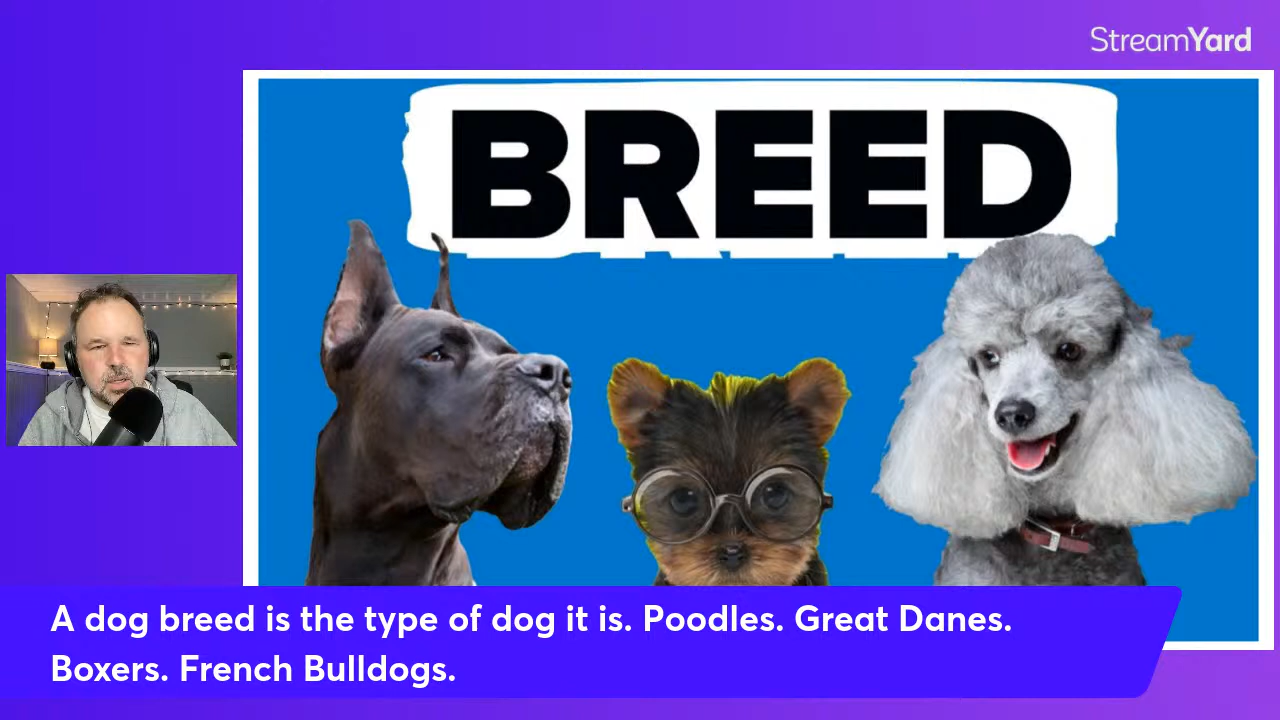 StreamYard
BREED
A dog breed is the type of dog it is. Poodles. Great Danes.
Boxers. French Bulldogs.